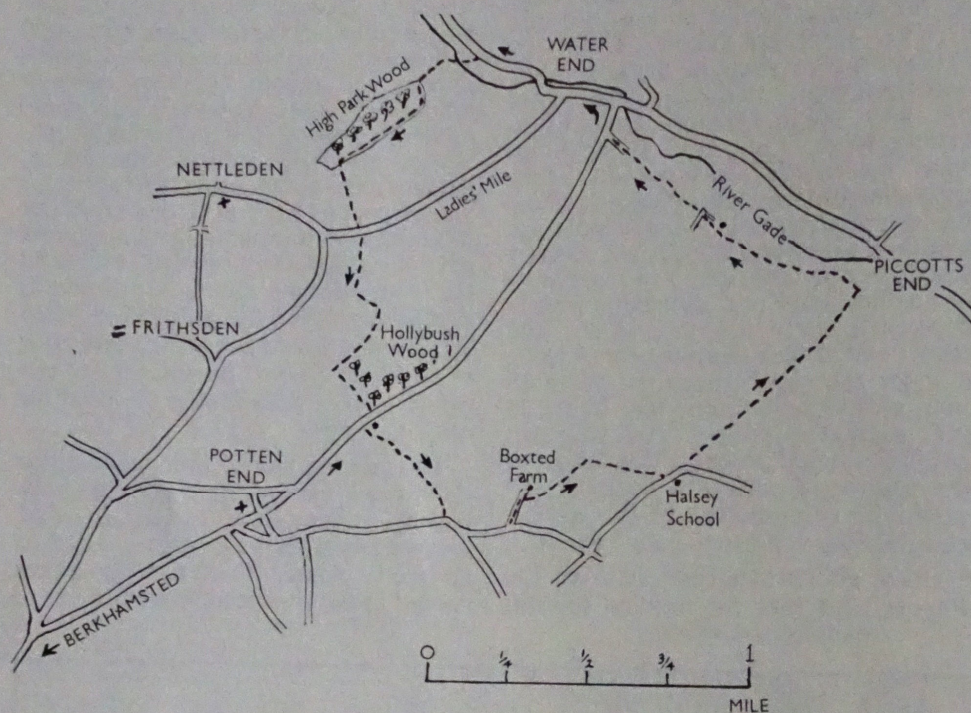 WATER
END
High Park Wood
NETTLEDEN
Ladies' Mile
River Gade
PICCOTTS
END
FRITHSDEN
Hollybush
Wood
POTTEN
END
Boxted
Farm
Halsey
School
BERKHAMSTED
0 1/4 1/2 3/4 1
MILE